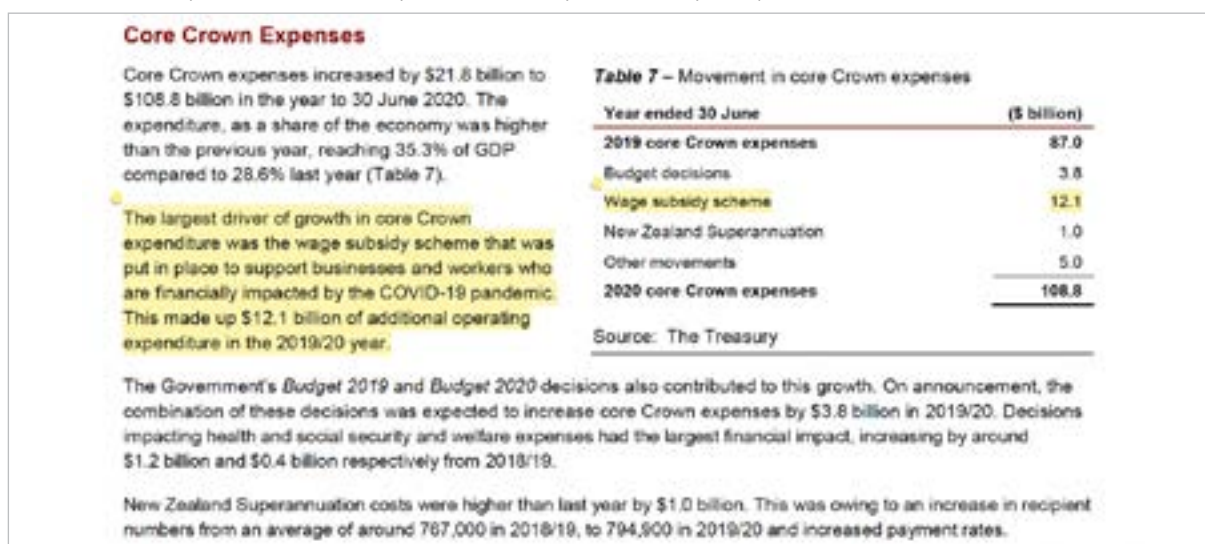 Core Crown Expenses
Core Crown expenses increased by $21.8 billion to
$108.8 billion in the year to 30 June 2020. The
expenditure, as a share of the economy was higher
than the previous year, reaching 35.3% of GDP
compared to 28.6% last year (Table 7).
The largest driver of growth in core Crown
expenditure was the wage subsidy scheme that was
put in place to support businesses and workers who
are financially impacted by the COVID-19 pandemic.
This made up $12.1 billion of additional operating
expenditure in the 2019/20 year.
Table 7 – Movement in core Crown expenses
Year ended 30 June ($ billion)
2019 core Crown expenses 87.0
Budget decisions 3.8
Wage subsidy scheme 12.1
New Zealand Superannuation 1.0
Other movements 5.0
2020 core Crown expenses 108.8
Source: The Treasury
The Government's Budget 2019 and Budget 2020 decisions also contributed to this growth. On announcement, the
combination of these decisions was expected to increase core Crown expenses by $3.8 billion in 2019/20. Decisions
impacting health and social security and welfare expenses had the largest financial impact, increasing by around
$1.2 billion and $0.4 billion respectively from 2018/19.
New Zealand Superannuation costs were higher than last year by $1.0 billion. This was owing to an increase in recipient
numbers from an average of around 767,000 in 2018/19, to 794,900 in 2019/20 and increased payment rates.